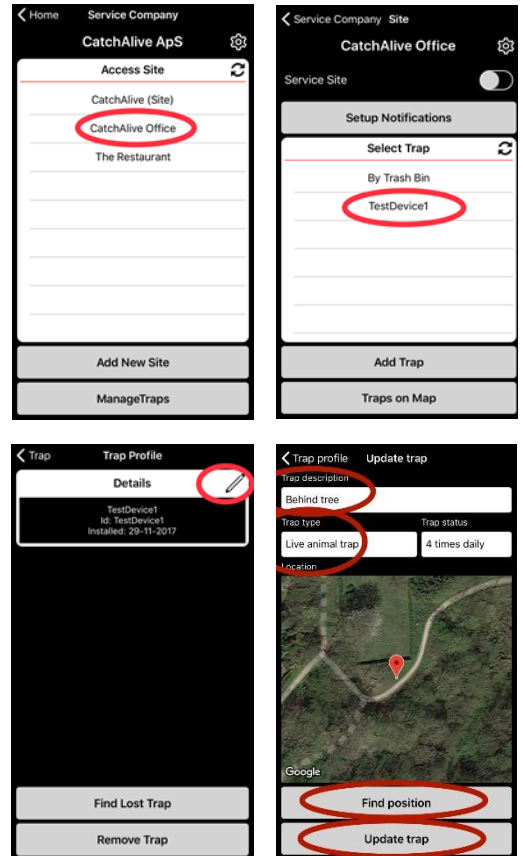 Home Service Company
CatchAlive ApS
Access Site
CatchAlive (Site)
CatchAlive Office
The Restaurant
Add New Site
ManageTraps
Service Company Site
CatchAlive Office
Service Site
Setup Notifications
Select Trap
By Trash Bin
TestDevice1
Add Trap
Traps on Map
Trap Trap Profile
Details
TestDevice1
Id: TestDevice1
Installed: 29-11-2017
Find Lost Trap
Remove Trap
Trap profile Update trap
Trap description
Behind tree
Trap type Trap status
Live animal trap 4 times daily
Location
Google
Find position
Update trap